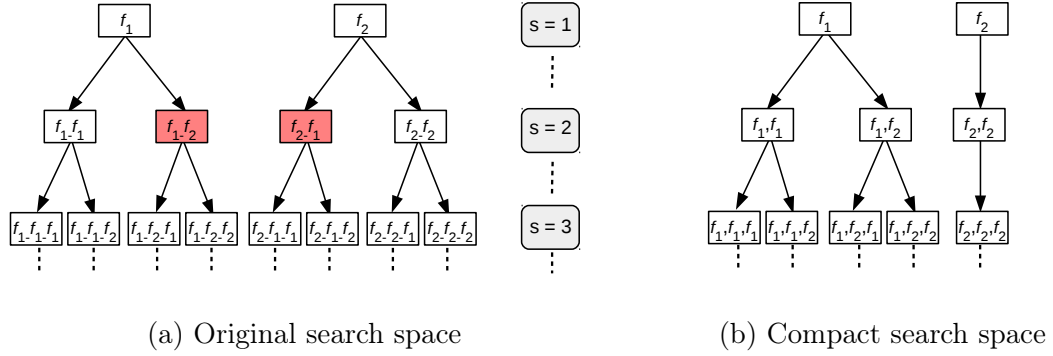 f₁ f₂ s = 1 f₁ f₂
f₁-f₁ f₁-f₂ f₂-f₁ f₂-f₂ s = 2 f₁,f₁ f₁,f₂ f₂,f₂
f₁-f₁-f₁ f₁-f₁-f₂ f₁-f₂-f₁ f₁-f₂-f₂ f₂-f₁-f₁ f₂-f₁-f₂ f₂-f₂-f₁ f₂-f₂-f₂ s = 3 f₁,f₁,f₁ f₁,f₁,f₂ f₁,f₂,f₁ f₁,f₂,f₂ f₂,f₂,f₂
(a) Original search space (b) Compact search space